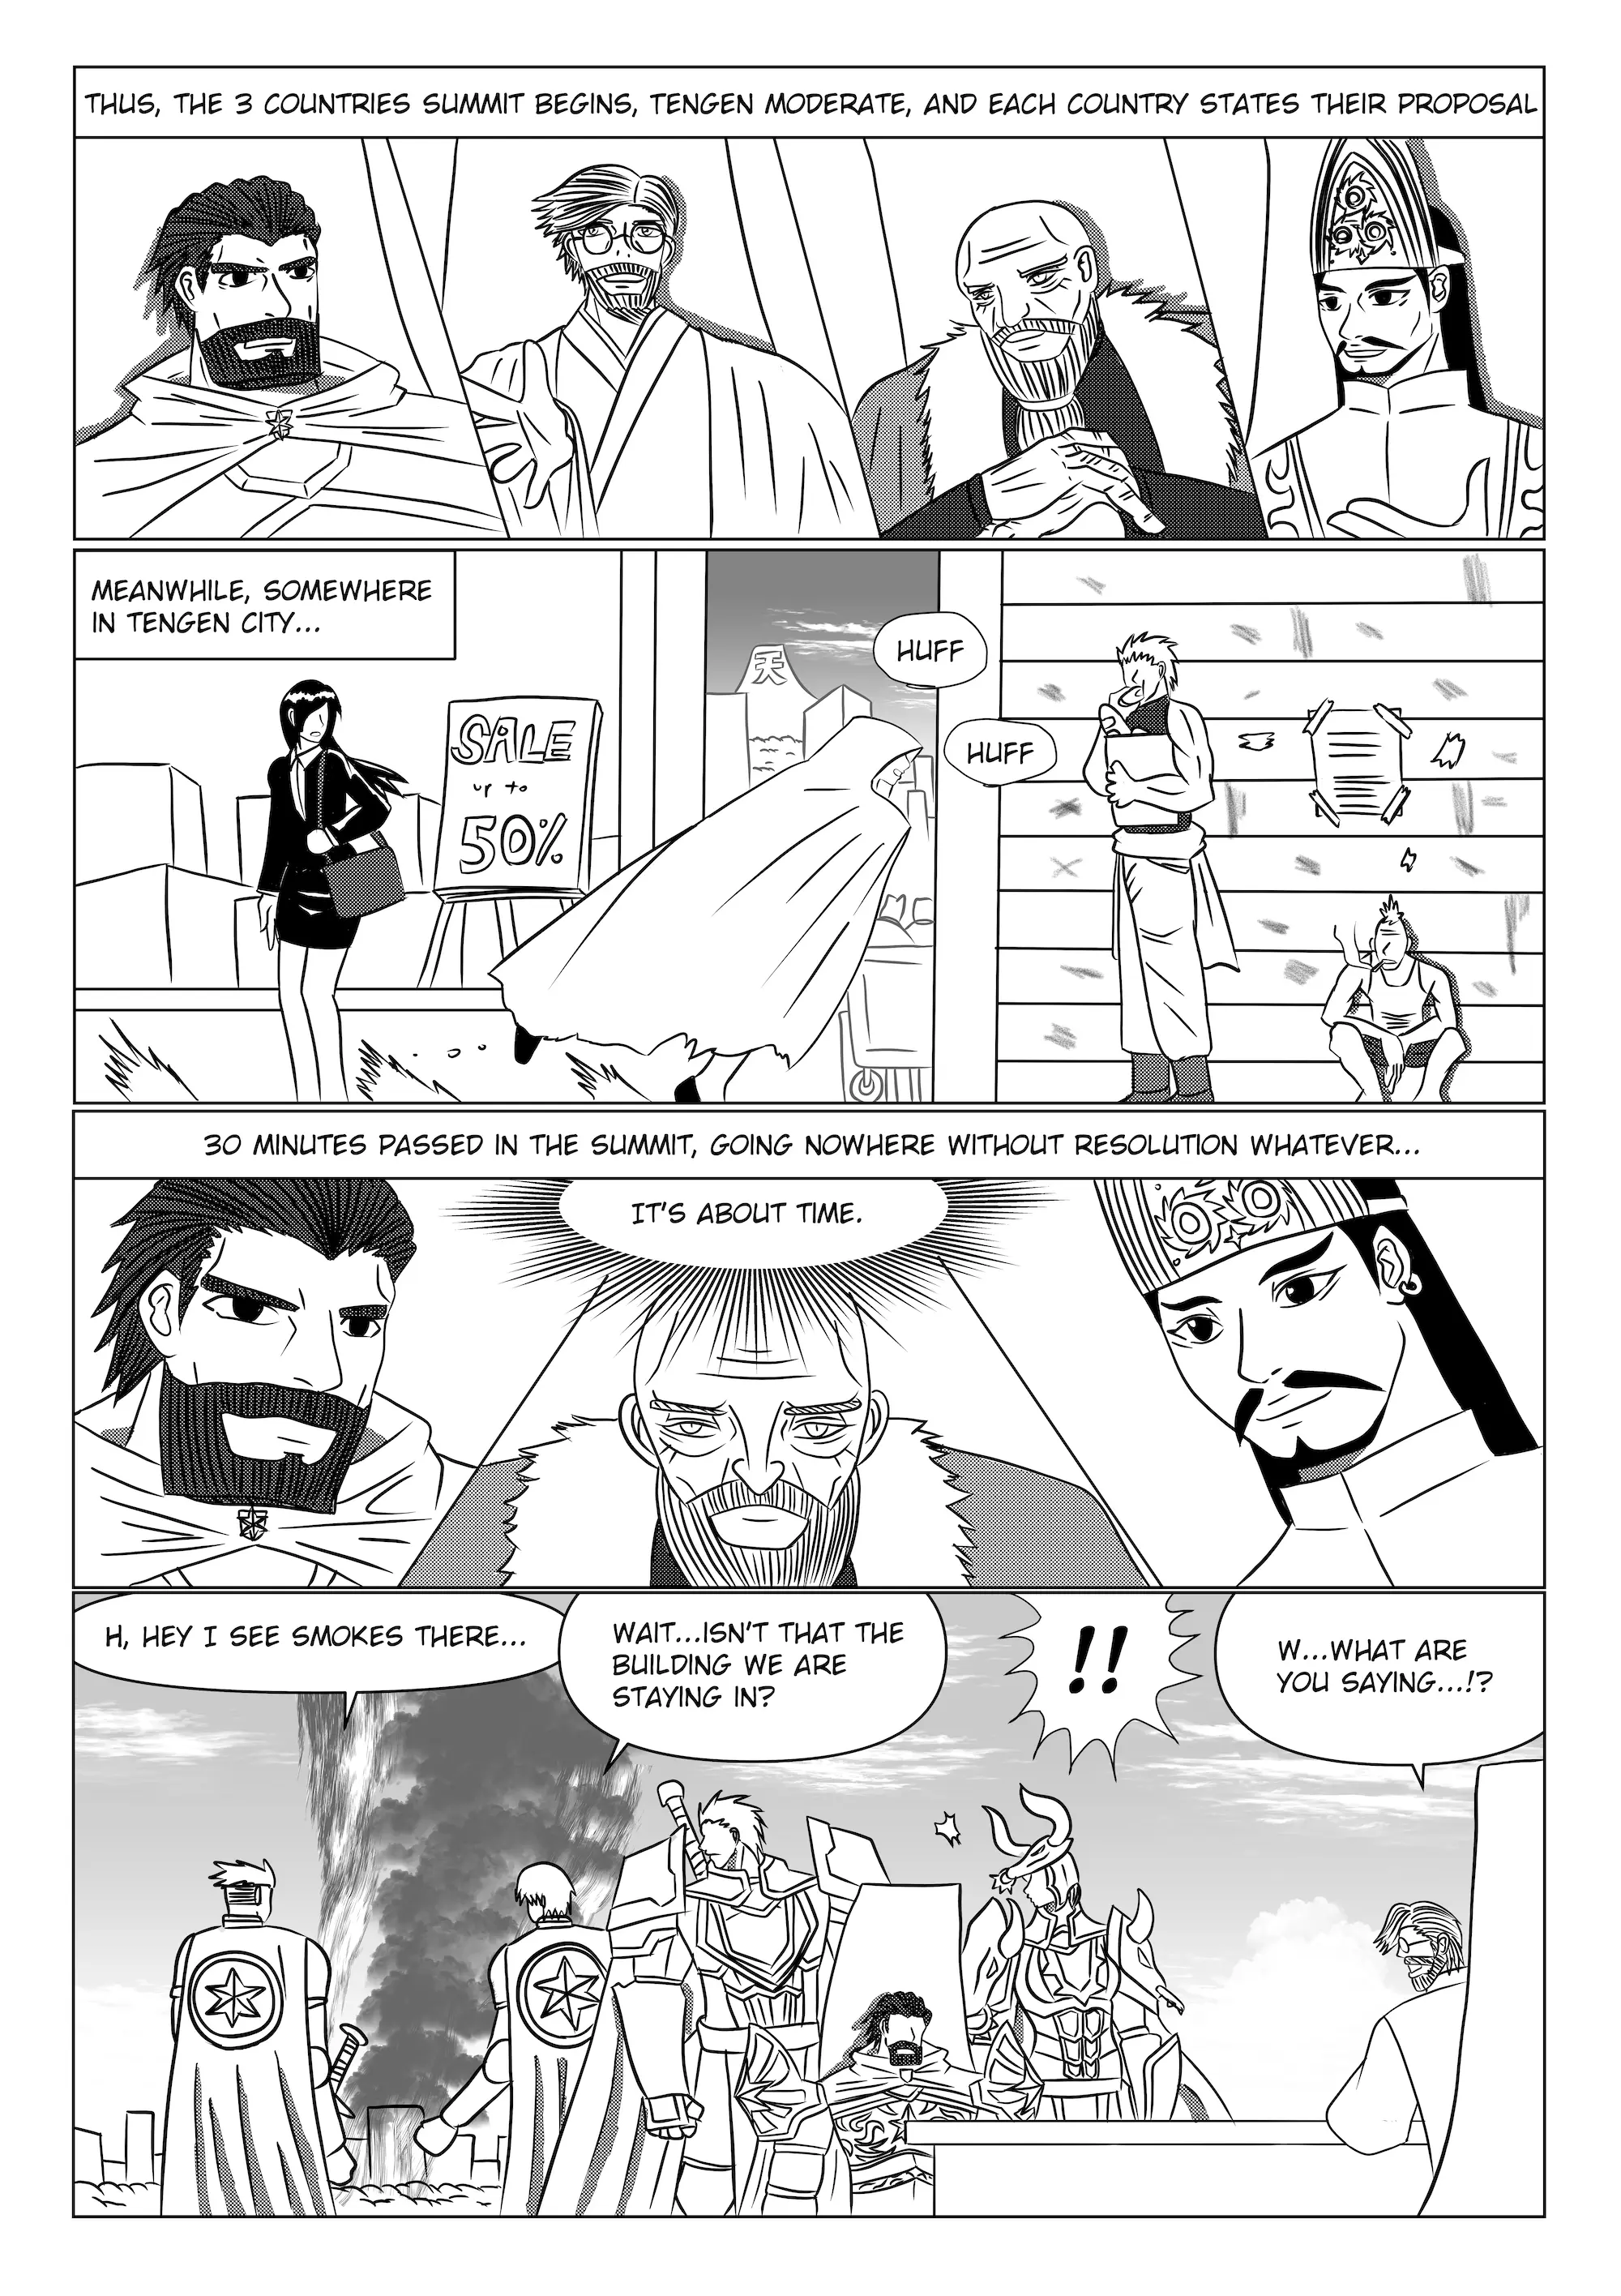 THUS, THE 3 COUNTRIES SUMMIT BEGINS, TENGEN MODERATE, AND EACH COUNTRY STATES THEIR PROPOSAL
MEANWHILE, SOMEWHERE
IN TENGEN CITY...
SALE
up to
50%
天
HUFF
HUFF
30 MINUTES PASSED IN THE SUMMIT, GOING NOWHERE WITHOUT RESOLUTION WHATEVER...
IT'S ABOUT TIME.
H, HEY I SEE SMOKES THERE...
WAIT...ISN'T THAT THE
BUILDING WE ARE
STAYING IN?
!!
W...WHAT ARE
YOU SAYING...!?